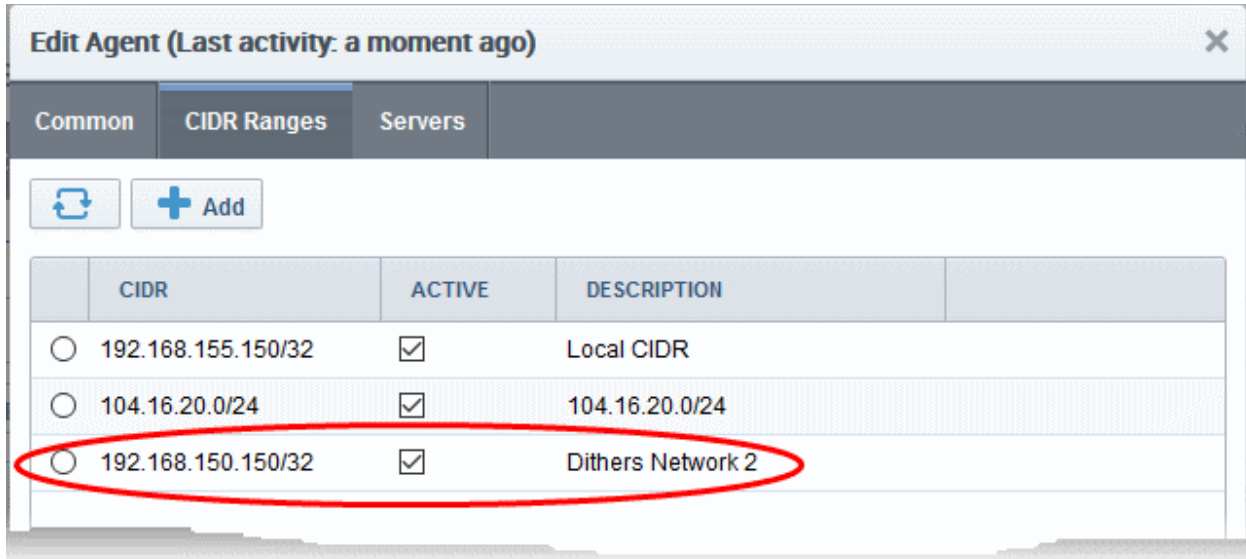 Edit Agent (Last activity: a moment ago)
Common CIDR Ranges Servers
Add
CIDR ACTIVE DESCRIPTION
192.168.155.150/32 Local CIDR
104.16.20.0/24 104.16.20.0/24
192.168.150.150/32 Dithers Network 2